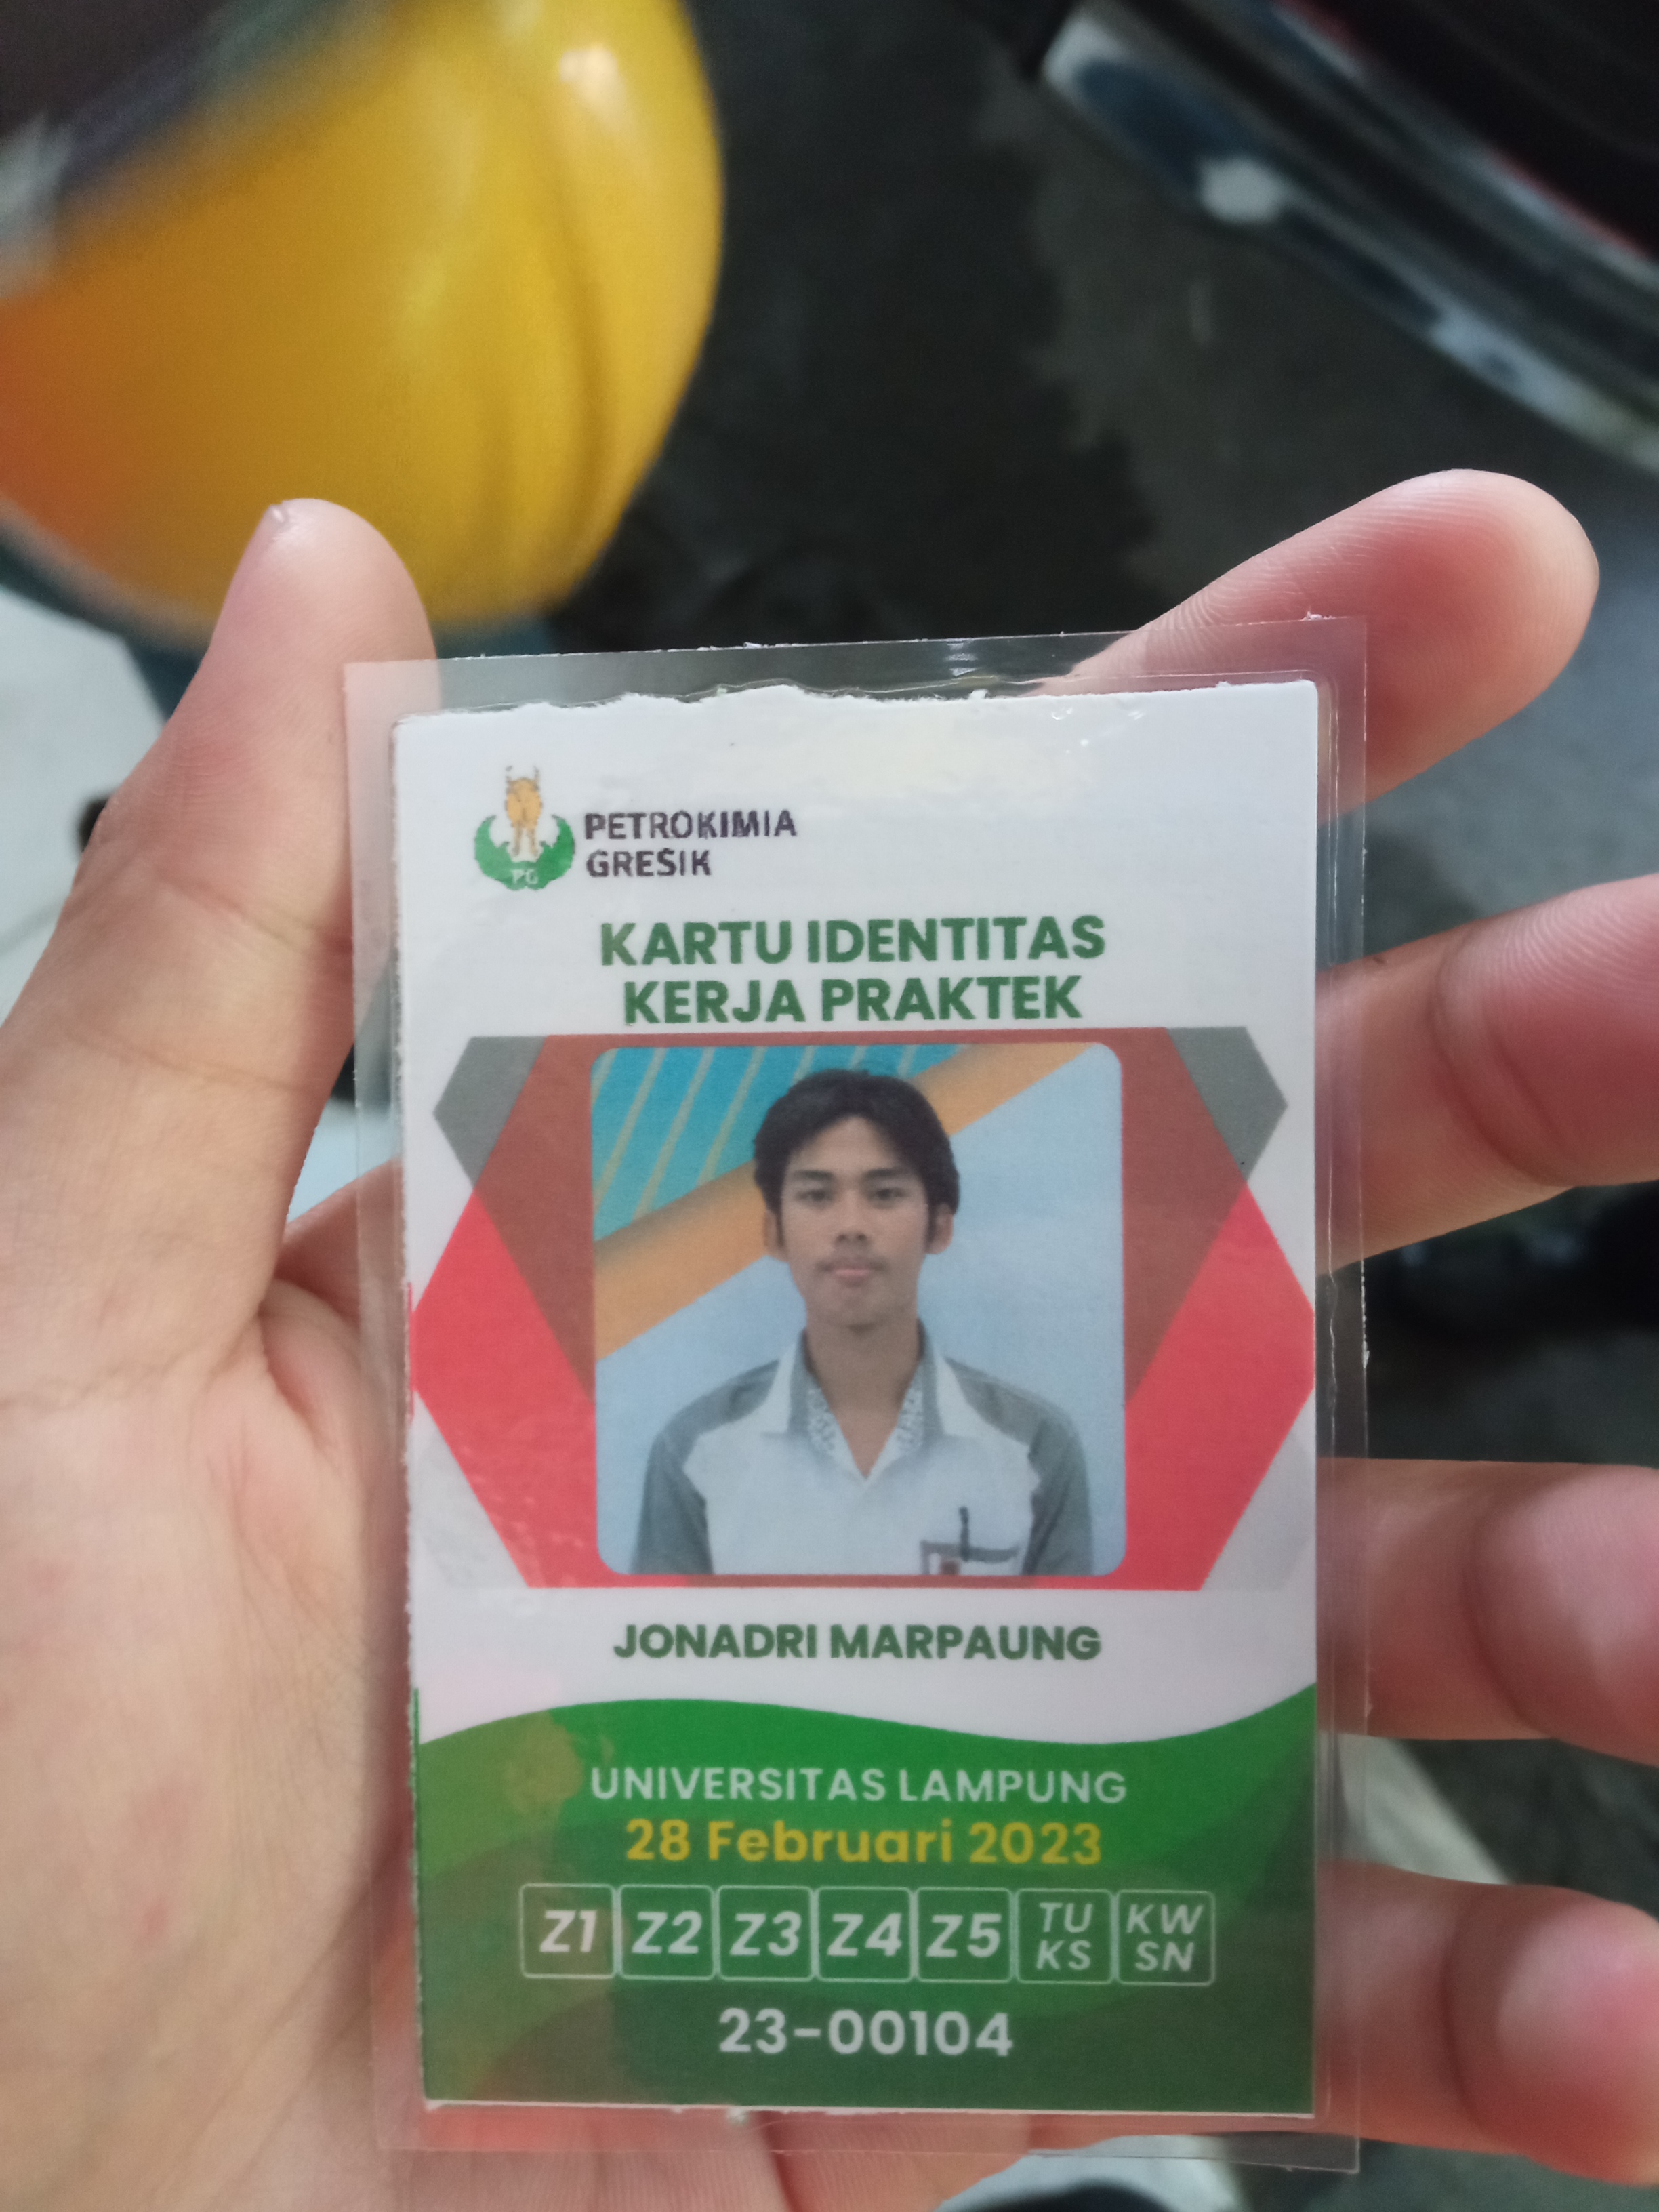 PG
PETROKIMIA
GRESIK
KARTU IDENTITAS
KERJA PRAKTEK
JONADRI MARPAUNG
UNIVERSITAS LAMPUNG
28 Februari 2023
Z1 Z2 Z3 Z4 Z5 TU KS KW SN
23-00104